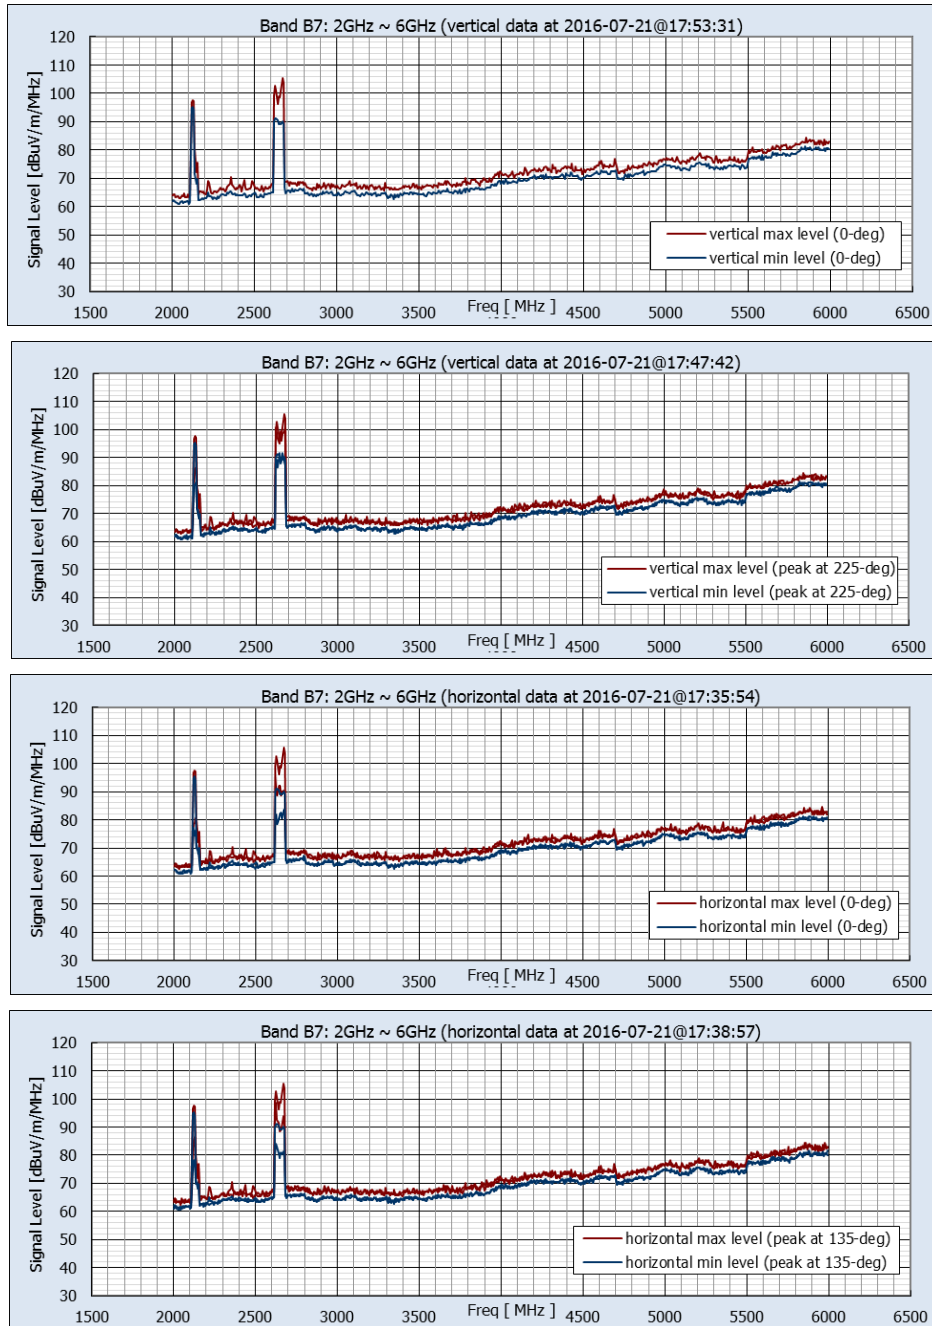 Band B7: 2GHz ~ 6GHz (vertical data at 2016-07-21@17:53:31)
120
110
100
90
80
70
60
50
40
30
Signal Level [dBuV/m/MHz]
vertical max level (0-deg)
vertical min level (0-deg)
Freq [ MHz ]
1500 2000 2500 3000 3500 4500 5000 5500 6000 6500
Band B7: 2GHz ~ 6GHz (vertical data at 2016-07-21@17:47:42)
120
110
100
90
80
70
60
50
40
30
Signal Level [dBuV/m/MHz]
vertical max level (peak at 225-deg)
vertical min level (peak at 225-deg)
Freq [ MHz ]
1500 2000 2500 3000 3500 4500 5000 5500 6000 6500
Band B7: 2GHz ~ 6GHz (horizontal data at 2016-07-21@17:35:54)
120
110
100
90
80
70
60
50
40
30
Signal Level [dBuV/m/MHz]
horizontal max level (0-deg)
horizontal min level (0-deg)
Freq [ MHz ]
1500 2000 2500 3000 3500 4500 5000 5500 6000 6500
Band B7: 2GHz ~ 6GHz (horizontal data at 2016-07-21@17:38:57)
120
110
100
90
80
70
60
50
40
30
Signal Level [dBuV/m/MHz]
horizontal max level (peak at 135-deg)
horizontal min level (peak at 135-deg)
Freq [ MHz ]
1500 2000 2500 3000 3500 4500 5000 5500 6000 6500